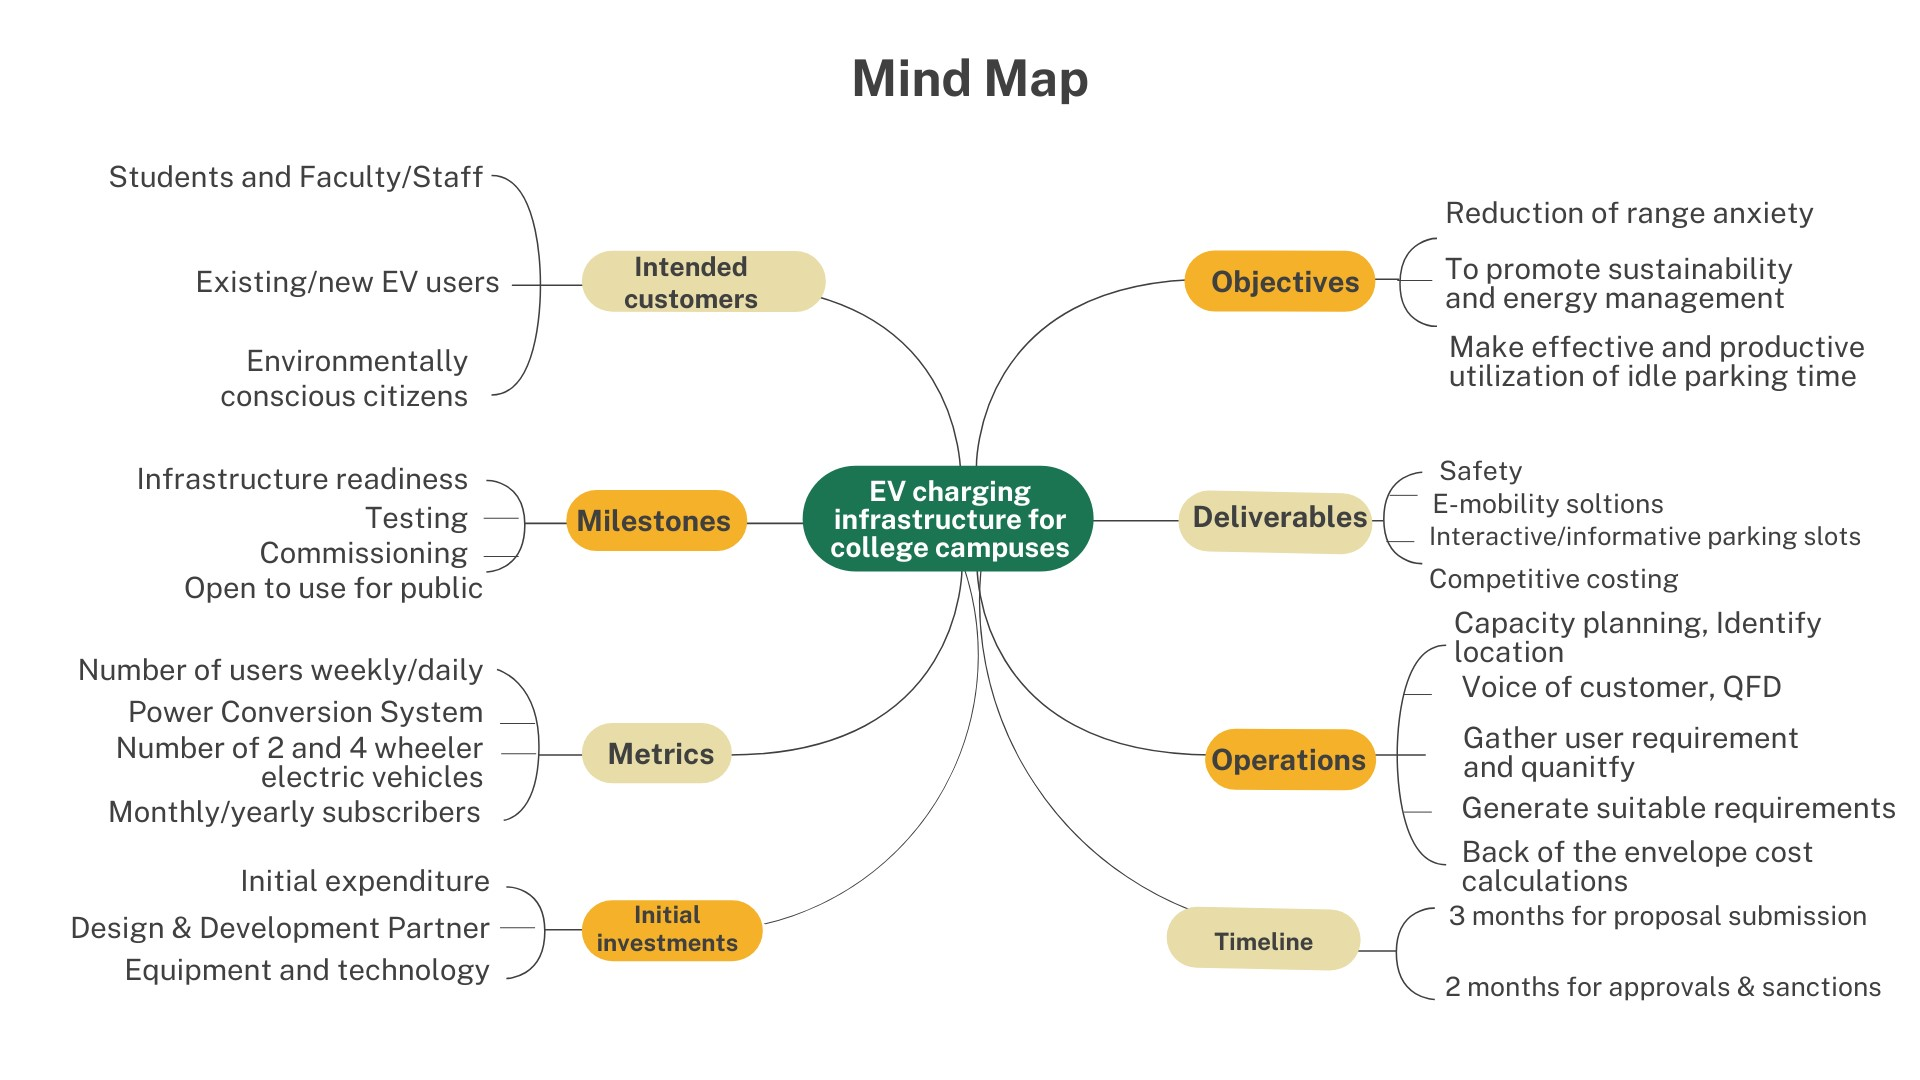 Mind Map
Students and Faculty/Staff
Existing/new EV users
Environmentally
conscious citizens
Intended
customers
Infrastructure readiness
Testing
Commissioning
Open to use for public
Milestones
Number of users weekly/daily
Power Conversion System
Number of 2 and 4 wheeler
electric vehicles
Monthly/yearly subscribers
Metrics
Initial expenditure
Design & Development Partner
Equipment and technology
Initial
investments
EV charging
infrastructure for
college campuses
Objectives
Reduction of range anxiety
To promote sustainability
and energy management
Make effective and productive
utilization of idle parking time
Deliverables
Safety
E-mobility soltions
Interactive/informative parking slots
Competitive costing
Operations
Capacity planning, Identify
location
Voice of customer, QFD
Gather user requirement
and quanitfy
Generate suitable requirements
Back of the envelope cost
calculations
Timeline
3 months for proposal submission
2 months for approvals & sanctions